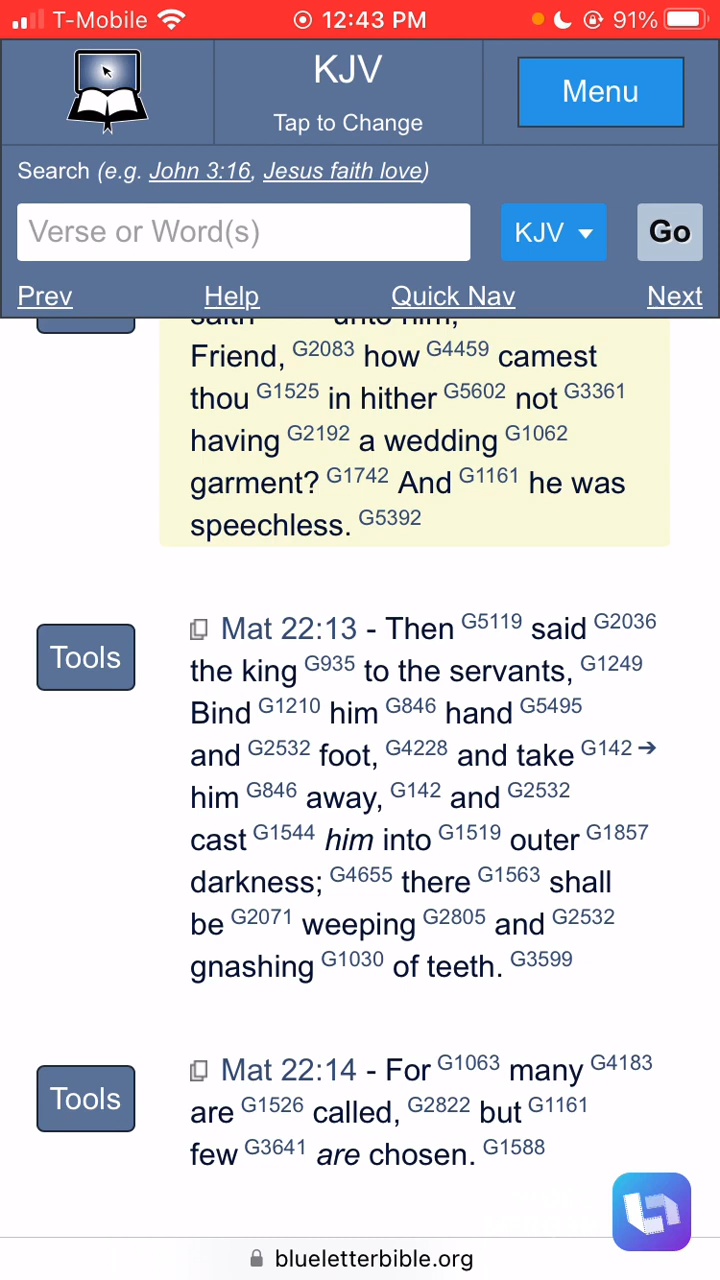 T-Mobile 12:43 PM 91%
KJV
Tap to Change
Menu
Search (e.g. John 3:16, Jesus faith love)
Verse or Word(s) KJV Go
Prev Help Quick Nav Next
saith unto him,
Friend, G2083 how G4459 camest
thou G1525 in hither G5602 not G3361
having G2192 a wedding G1062
garment? G1742 And G1161 he was
speechless. G5392
Tools
Mat 22:13 - Then G5119 said G2036
the king G935 to the servants, G1249
Bind G1210 him G846 hand G5495
and G2532 foot, G4228 and take G142 ➔
him G846 away, G142 and G2532
cast G1544 him into G1519 outer G1857
darkness; G4655 there G1563 shall
be G2071 weeping G2805 and G2532
gnashing G1030 of teeth. G3599
Tools
Mat 22:14 - For G1063 many G4183
are G1526 called, G2822 but G1161
few G3641 are chosen. G1588
blueletterbible.org